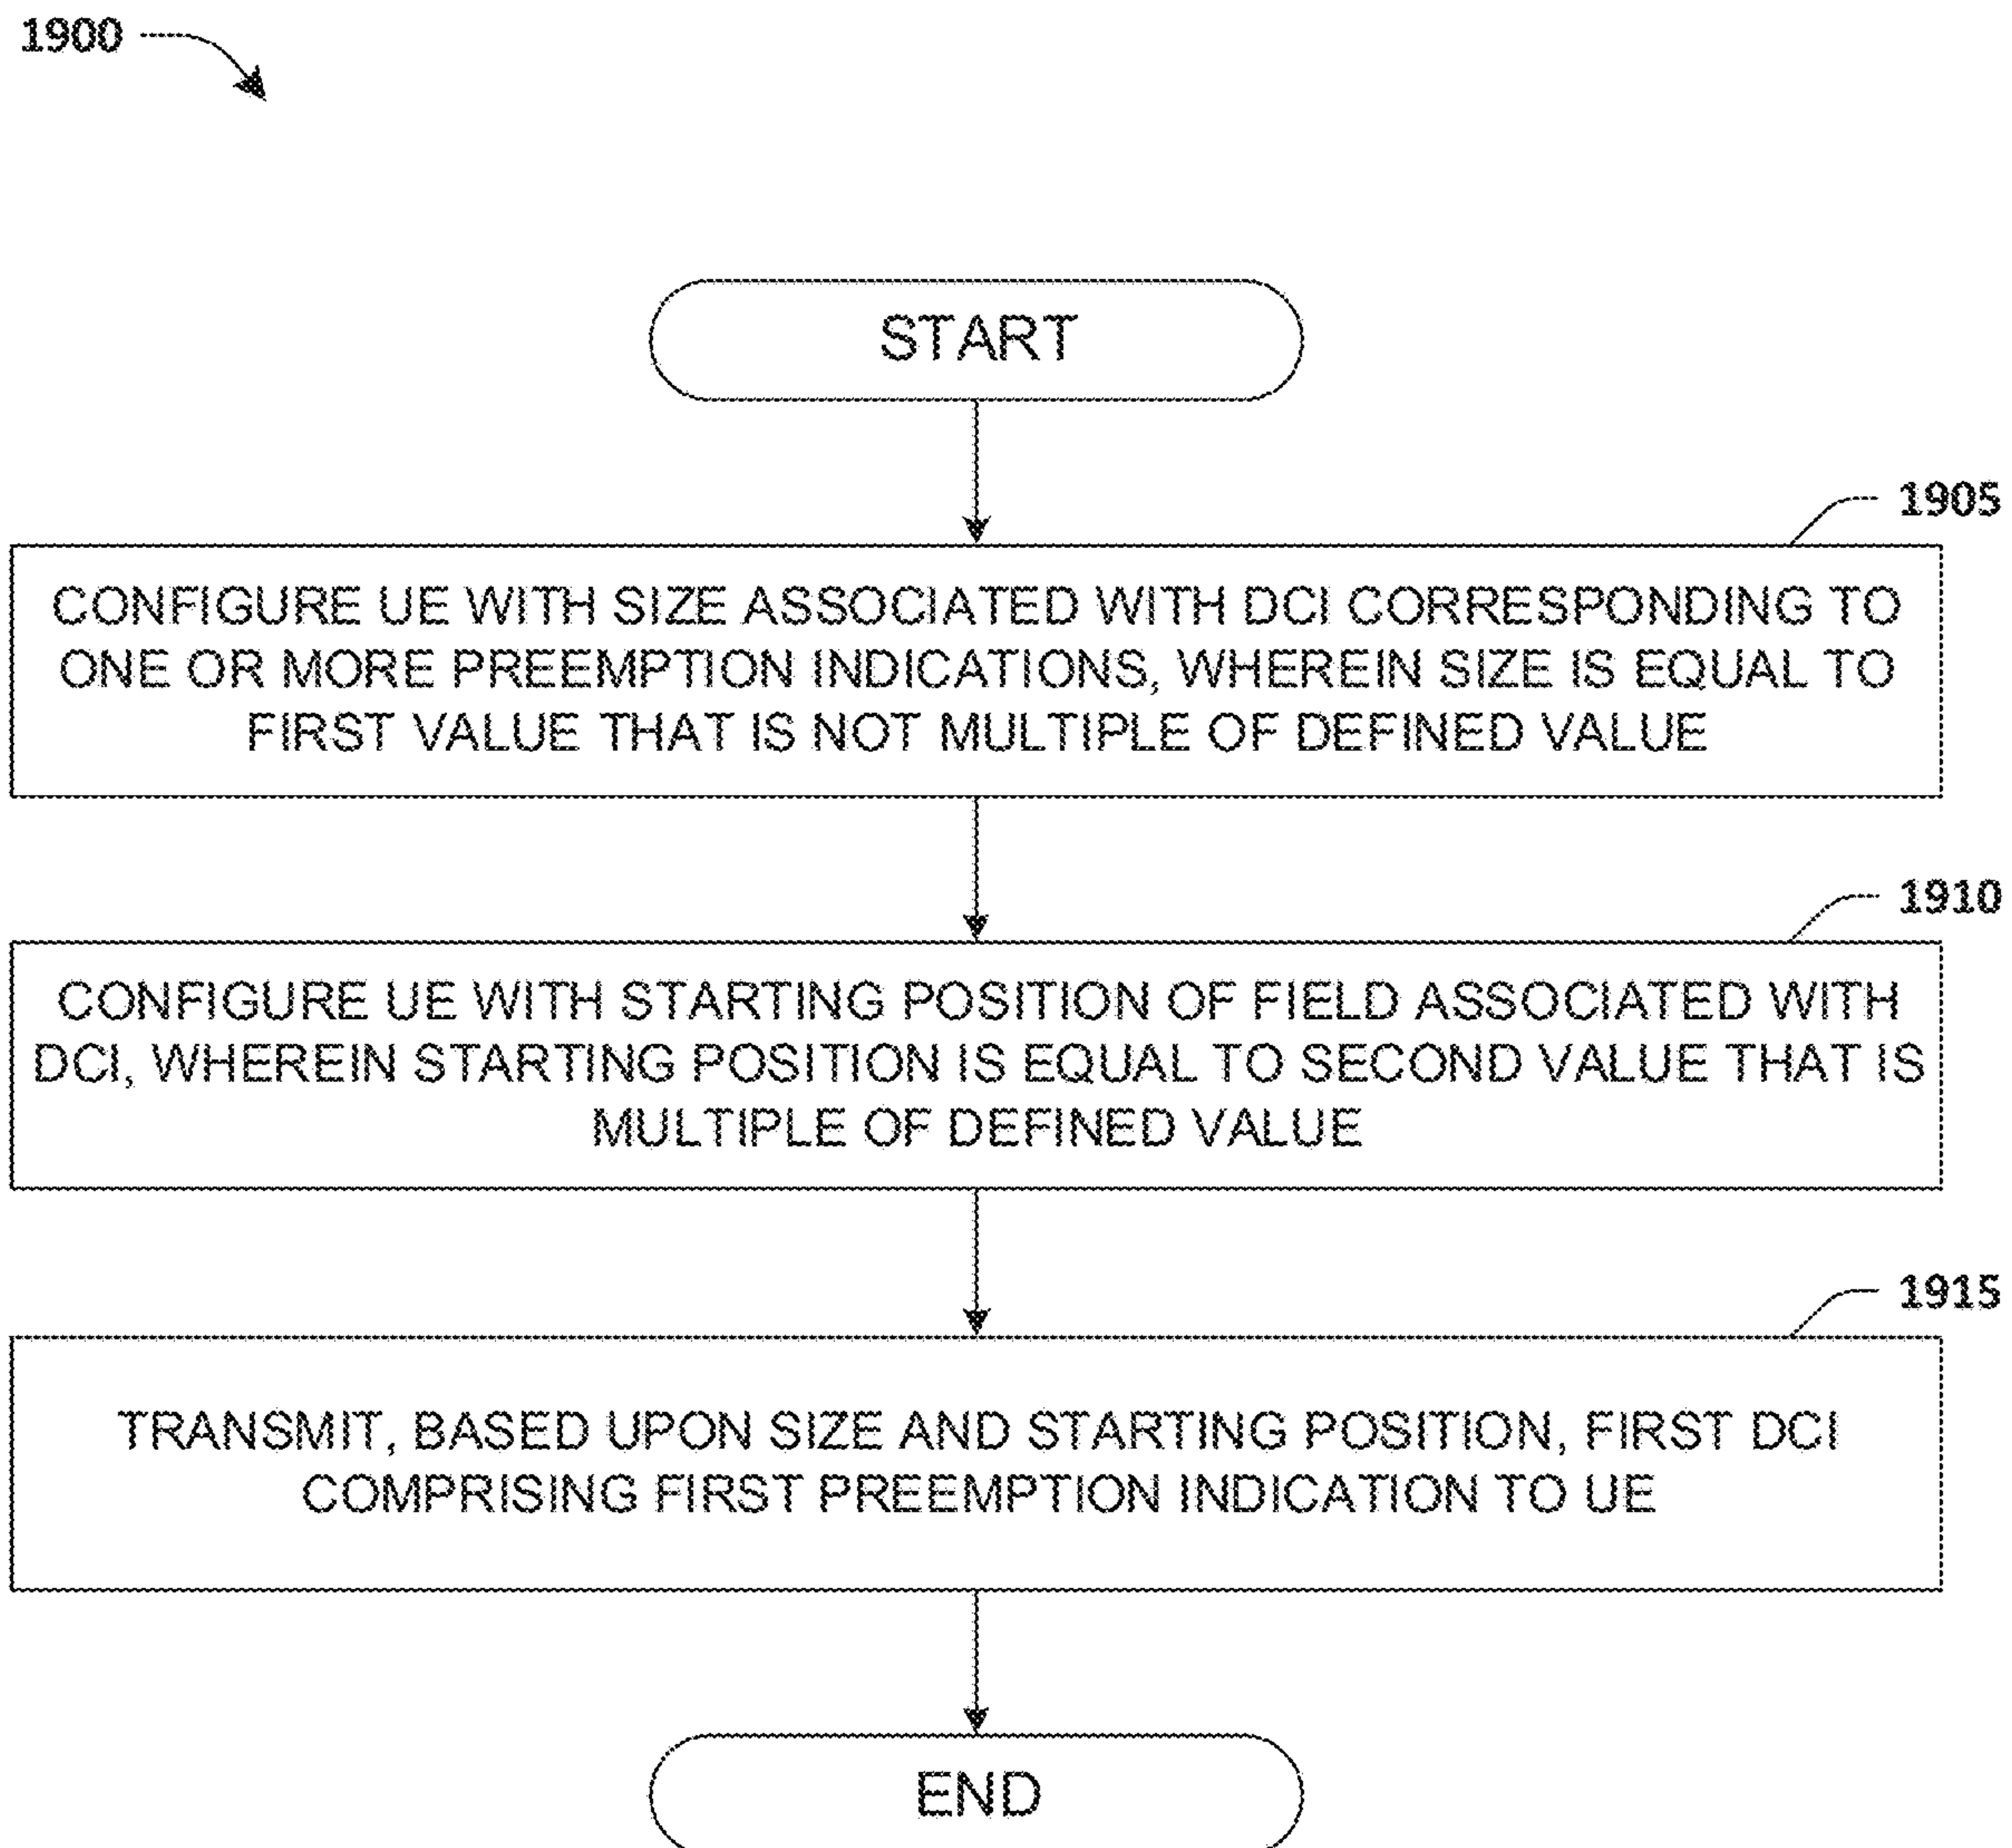 1900
START
1905
CONFIGURE UE WITH SIZE ASSOCIATED WITH DCI CORRESPONDING TO
ONE OR MORE PREEMPTION INDICATIONS, WHEREIN SIZE IS EQUAL TO
FIRST VALUE THAT IS NOT MULTIPLE OF DEFINED VALUE
1910
CONFIGURE UE WITH STARTING POSITION OF FIELD ASSOCIATED WITH
DCI, WHEREIN STARTING POSITION IS EQUAL TO SECOND VALUE THAT IS
MULTIPLE OF DEFINED VALUE
1915
TRANSMIT, BASED UPON SIZE AND STARTING POSITION, FIRST DCI
COMPRISING FIRST PREEMPTION INDICATION TO UE
END